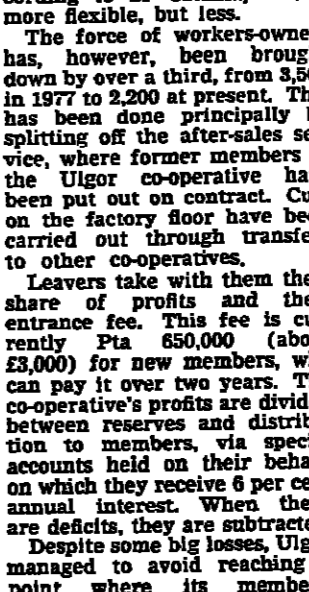 more flexible, but less.
The force of workers-owne
has, however, been broug
down by over a third, from 3,5
in 1977 to 2,200 at present. Th
has been done principally
splitting off the after-sales se
vice, where former members
the Ulgor co-operative ha
been put out on contract. Cu
on the factory floor have bee
carried out through transfe
to other co-operatives.
Leavers take with them the
share of profits and the
entrance fee. This fee is cu
rently Pta 650,000 (abo
£3,000) for new members, w
can pay it over two years. T
co-operative's profits are divid
between reserves and distrib
tion to members, via speci
accounts held on their beha
on which they receive 6 per ce
annual interest. When the
are deficits, they are subtracte
Despite some big losses, Ulg
managed to avoid reaching
point where its membe